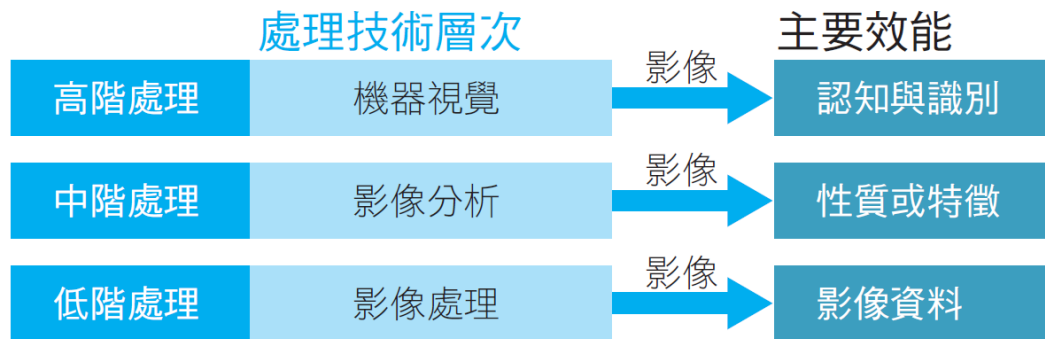 處理技術層次 主要效能
高階處理 機器視覺 影像 認知與識別
中階處理 影像分析 影像 性質或特徵
低階處理 影像處理 影像 影像資料